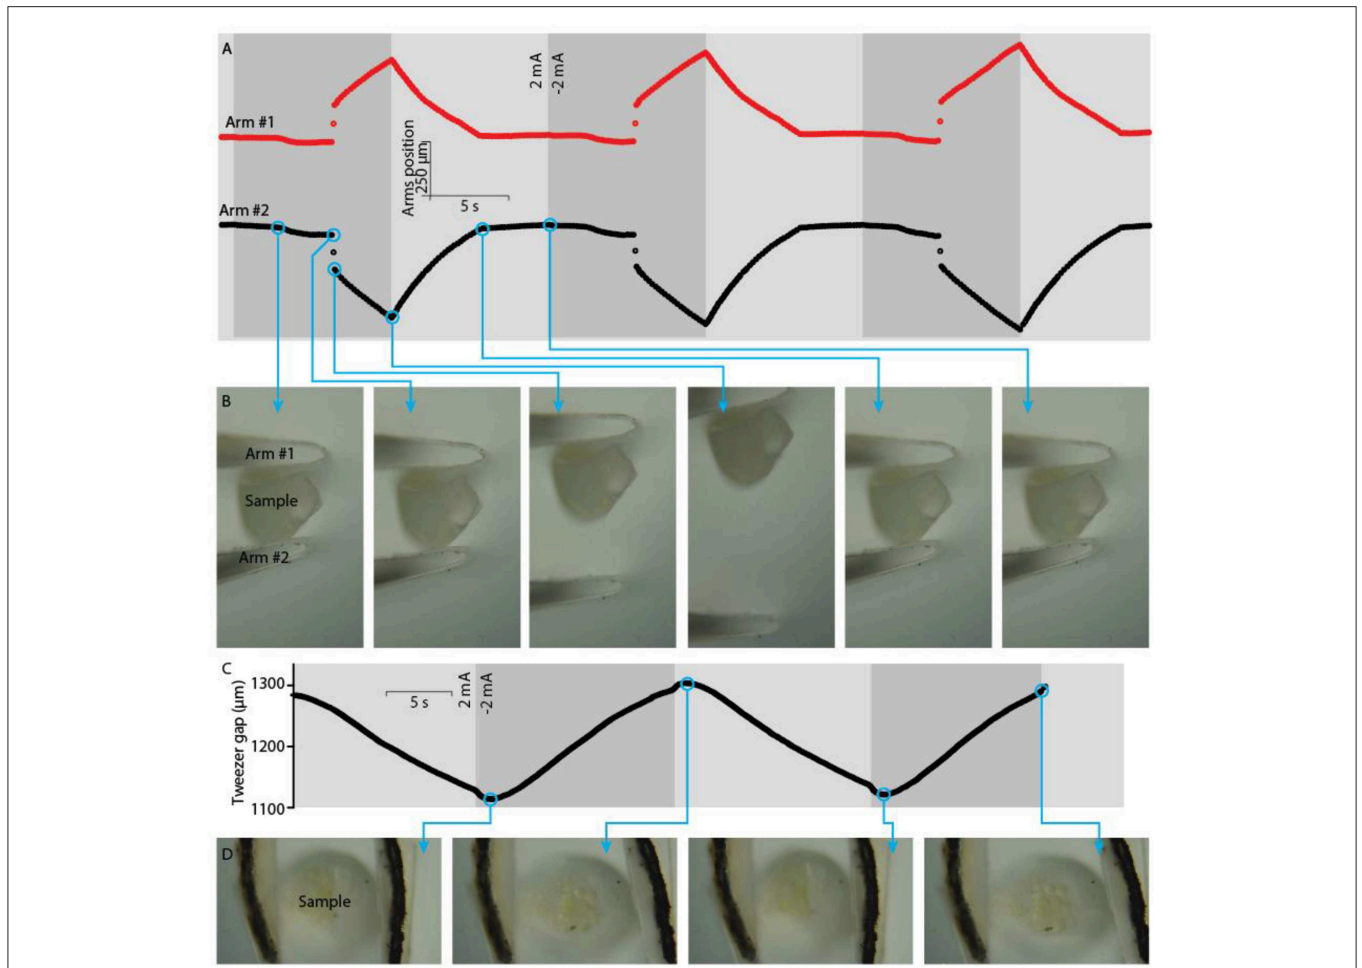 A
2 mA
-2 mA
Arm #1
Arms position
250 µm
5 s
Arm #2
B
Arm #1
Sample
Arm #2
C
Tweezer gap (µm)
1300
1200
1100
5 s
2 mA
-2 mA
D
Sample